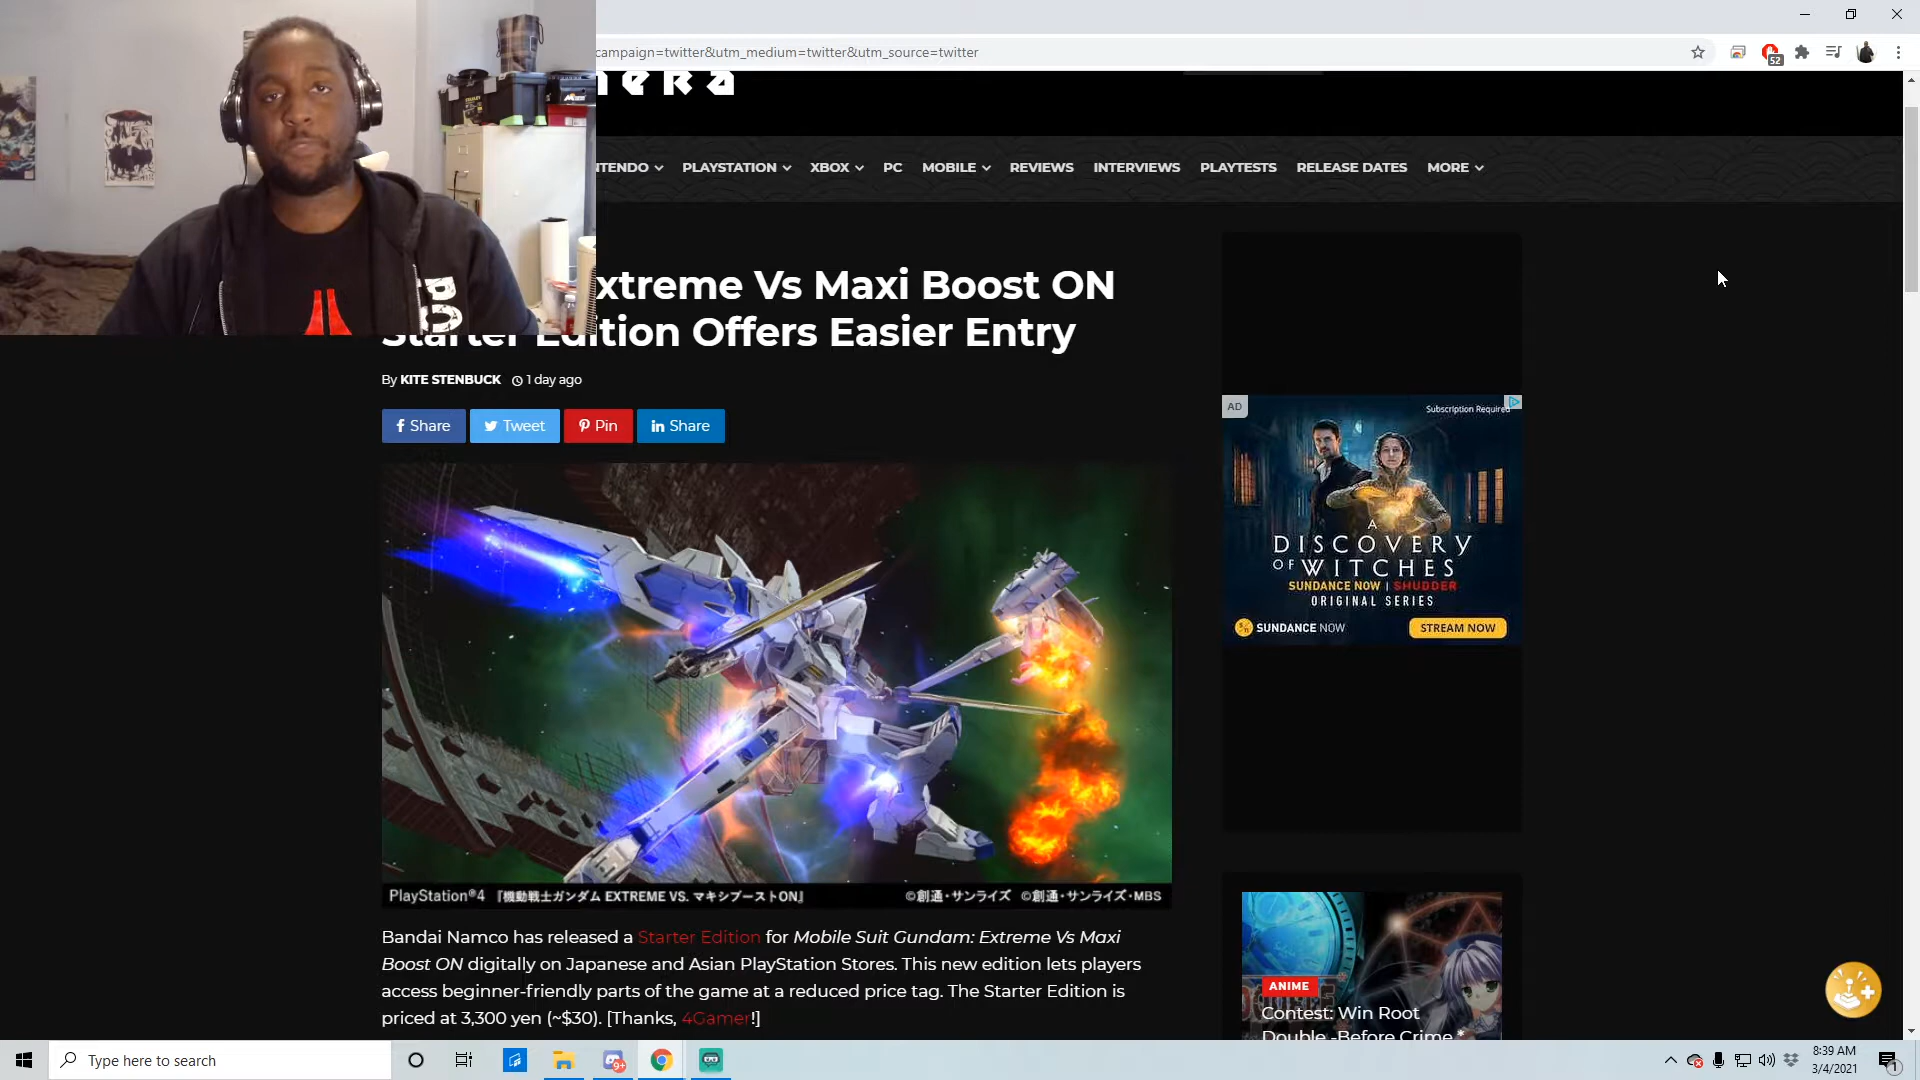 campaign=twitter&utm_medium=twitter&utm_source=twitter
52
PLAYSTATION
XBOX
PC
MOBILE
REVIEWS
INTERVIEWS
PLAYTESTS
RELEASE DATES
MORE
xtreme Vs Maxi Boost ON
Starter Edition Offers Easier Entry
By KITE STENBUCK 1 day ago
Share
Tweet
Pin
Share
AD
Subscription Required
A
DISCOVERY
OF WITCHES
SUNDANCE NOW | SHUDDER
ORIGINAL SERIES
SUNDANCE NOW
STREAM NOW
PlayStation®4 『機動戦士ガンダム EXTREME VS. マキシブーストON』 ©創通・サンライズ ©創通・サンライズ・MBS
Bandai Namco has released a Starter Edition for Mobile Suit Gundam: Extreme Vs Maxi
Boost ON digitally on Japanese and Asian PlayStation Stores. This new edition lets players
access beginner-friendly parts of the game at a reduced price tag. The Starter Edition is
priced at 3,300 yen (~$30). [Thanks, 4Gamer!]
ANIME
Contest: Win Root
Double -Before Crime *
Type here to search
9+
8:39 AM
3/4/2021
1